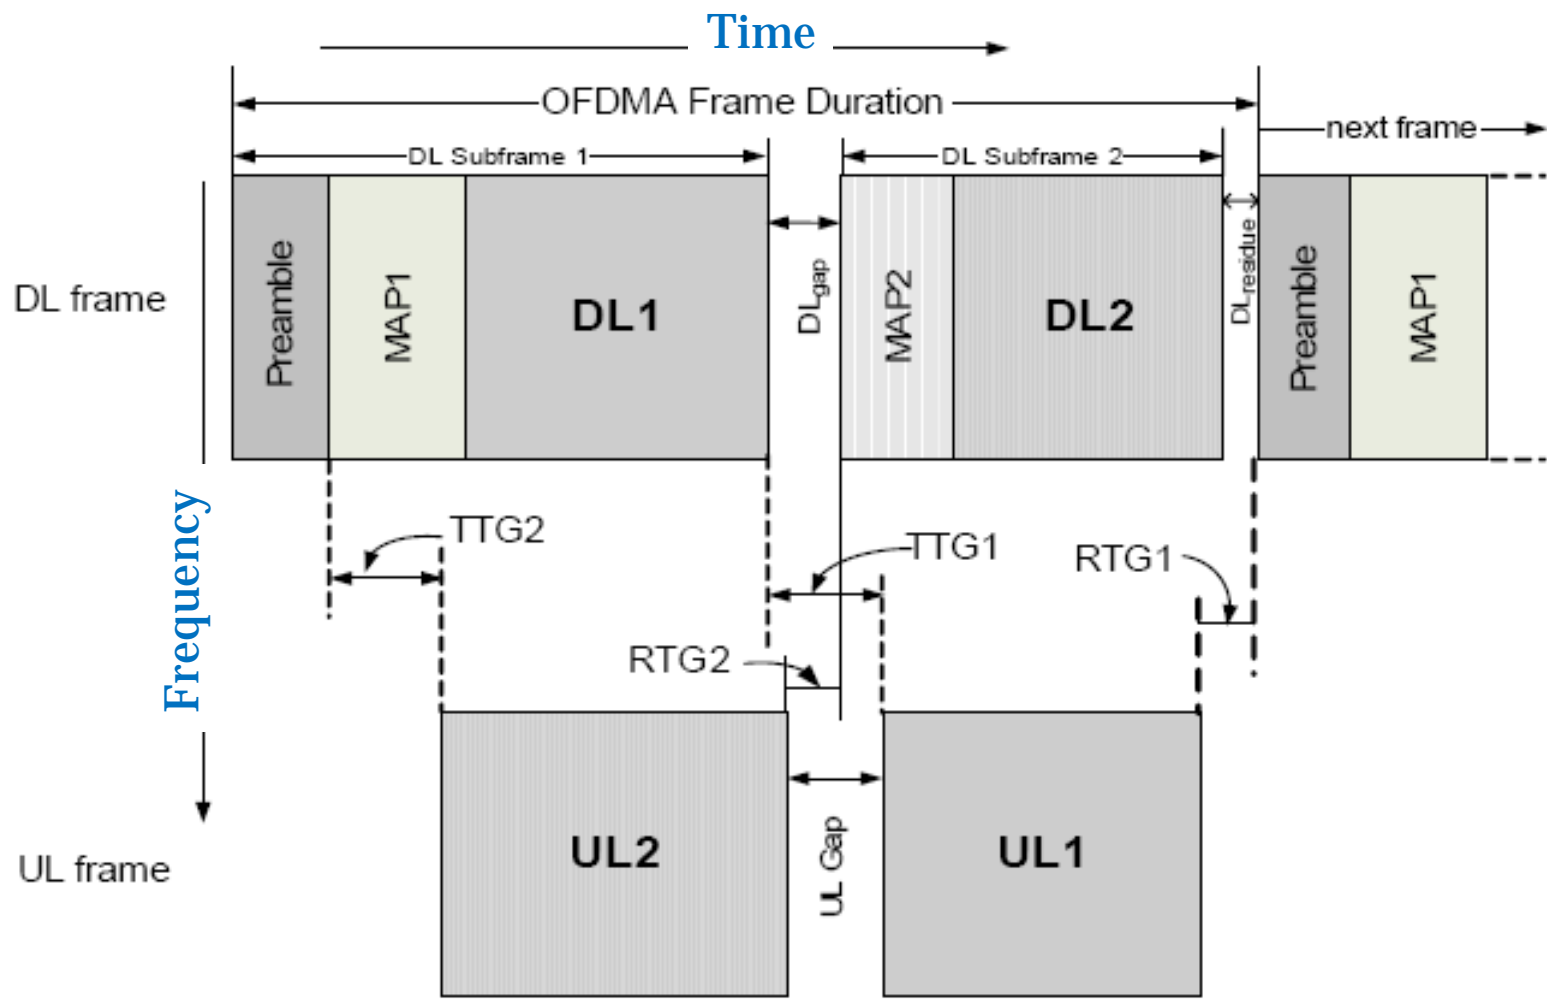 Time
OFDMA Frame Duration
next frame
DL Subframe 1
DL Subframe 2
DL frame
Preamble
MAP1
DL1
DLgap
MAP2
DL2
DLresidue
Preamble
MAP1
Frequency
TTG2
TTG1
RTG1
RTG2
UL frame
UL2
UL Gap
UL1